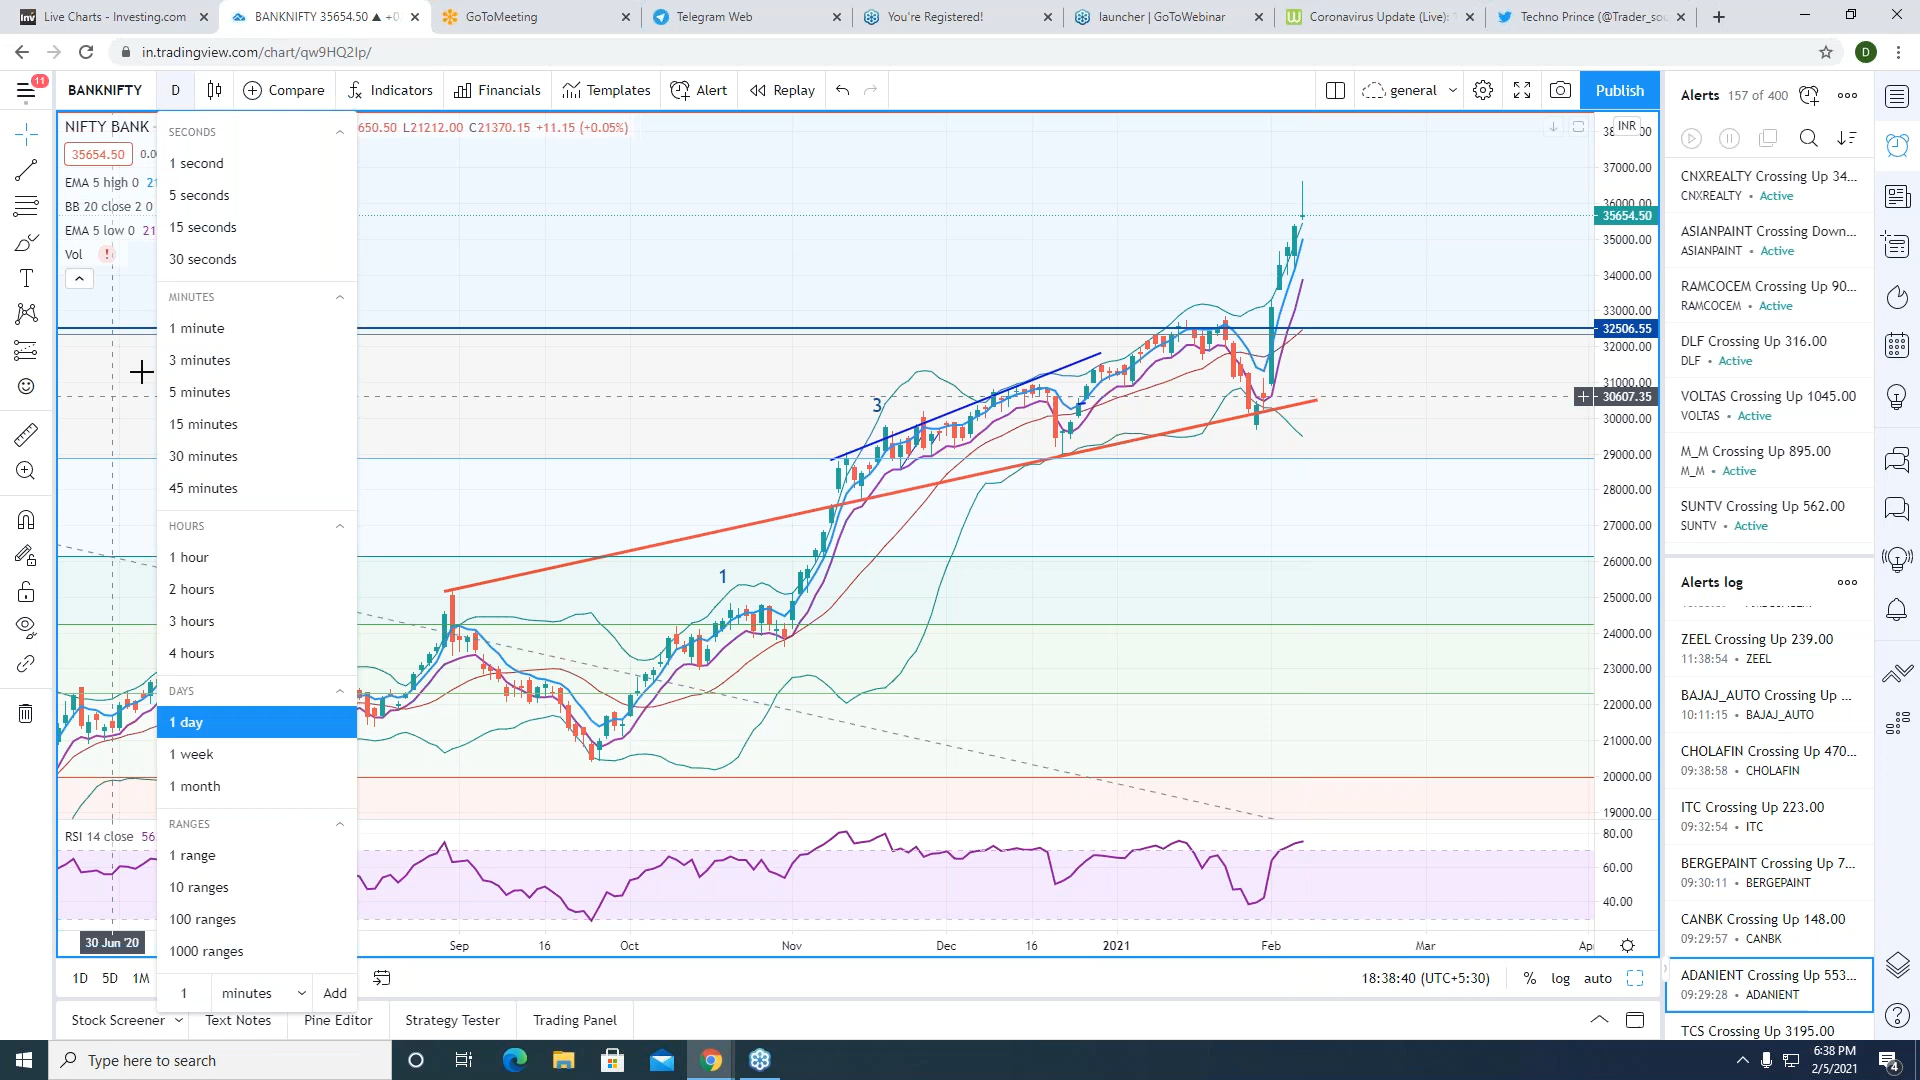 Live Charts - Investing.com
BANKNIFTY 35654.50 ▲ +0
GoToMeeting
Telegram Web
You're Registered!
launcher | GoToWebinar
Coronavirus Update (Live):
Techno Prince (@Trader_sou
in.tradingview.com/chart/qw9HQ2Ip/
D
11
BANKNIFTY
D
Compare
Indicators
Financials
Templates
Alert
Replay
general
Publish
NIFTY BANK
650.50 L21212.00 C21370.15 +11.15 (+0.05%)
35654.50
0.0
EMA 5 high 0 21
BB 20 close 2 0
EMA 5 low 0 21
Vol
SECONDS
1 second
5 seconds
15 seconds
30 seconds
MINUTES
1 minute
3 minutes
5 minutes
15 minutes
30 minutes
45 minutes
HOURS
1 hour
2 hours
3 hours
4 hours
DAYS
1 day
1 week
1 month
RANGES
1 range
10 ranges
100 ranges
1000 ranges
1 minutes Add
1
3
INR
37000.00
36000.00
35654.50
35000.00
34000.00
33000.00
32506.55
32000.00
31000.00
30607.35
30000.00
29000.00
28000.00
27000.00
26000.00
25000.00
24000.00
23000.00
22000.00
21000.00
20000.00
19000.00
RSI 14 close 56
80.00
60.00
40.00
30 Jun '20
Sep 16 Oct Nov Dec 16 2021 Feb Mar Ap
1D 5D 1M
18:38:40 (UTC+5:30) % log auto
Stock Screener
Text Notes
Pine Editor
Strategy Tester
Trading Panel
Alerts 157 of 400
CNXREALTY Crossing Up 34...
CNXREALTY • Active
ASIANPAINT Crossing Down...
ASIANPAINT • Active
RAMCOCEM Crossing Up 90...
RAMCOCEM • Active
DLF Crossing Up 316.00
DLF • Active
VOLTAS Crossing Up 1045.00
VOLTAS • Active
M_M Crossing Up 895.00
M_M • Active
SUNTV Crossing Up 562.00
SUNTV • Active
Alerts log
ZEEL Crossing Up 239.00
11:38:54 • ZEEL
BAJAJ_AUTO Crossing Up ...
10:11:15 • BAJAJ_AUTO
CHOLAFIN Crossing Up 470...
09:38:58 • CHOLAFIN
ITC Crossing Up 223.00
09:32:54 • ITC
BERGEPAINT Crossing Up 7...
09:30:11 • BERGEPAINT
CANBK Crossing Up 148.00
09:29:57 • CANBK
ADANIENT Crossing Up 553...
09:29:28 • ADANIENT
TCS Crossing Up 3195.00
Type here to search
6:38 PM
2/5/2021
4